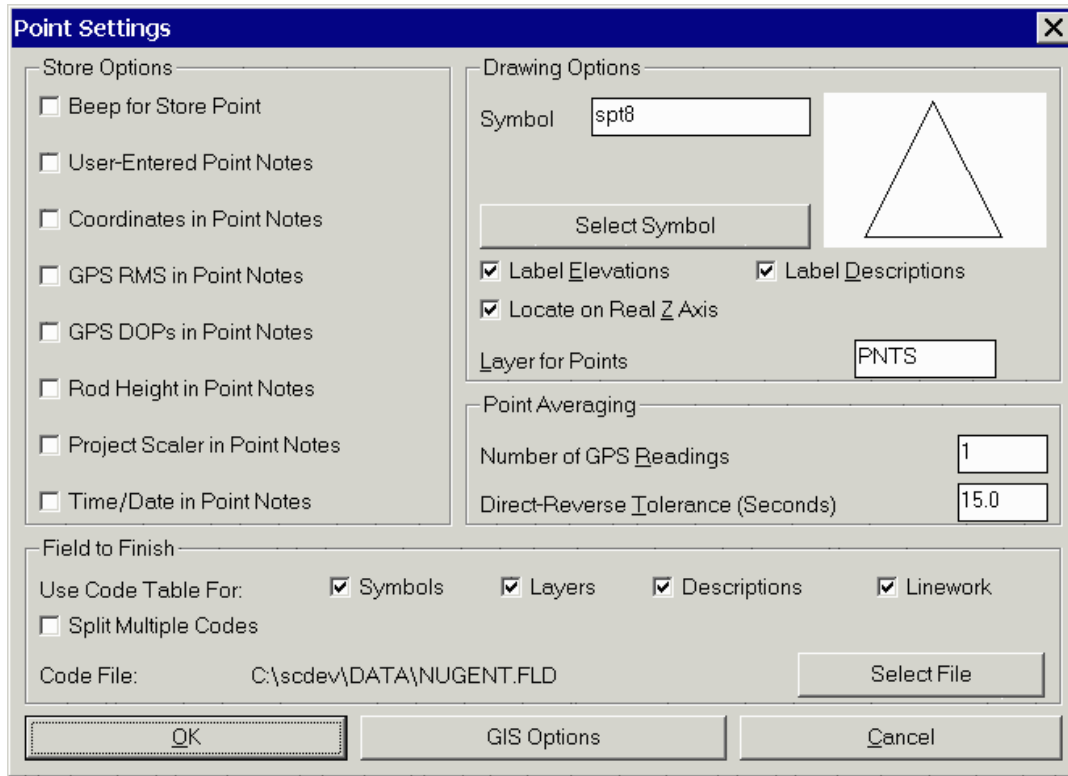 Point Settings
Store Options
Beep for Store Point
User-Entered Point Notes
Coordinates in Point Notes
GPS RMS in Point Notes
GPS DOPs in Point Notes
Rod Height in Point Notes
Project Scaler in Point Notes
Time/Date in Point Notes
Drawing Options
Symbol spt8
Select Symbol
Label Elevations Label Descriptions
Locate on Real Z Axis
Layer for Points PNTS
Point Averaging
Number of GPS Readings 1
Direct-Reverse Tolerance (Seconds) 15.0
Field to Finish
Use Code Table For: Symbols Layers Descriptions Linework
Split Multiple Codes
Code File: C:\scdev\DATA\NUGENT.FLD Select File
OK GIS Options Cancel